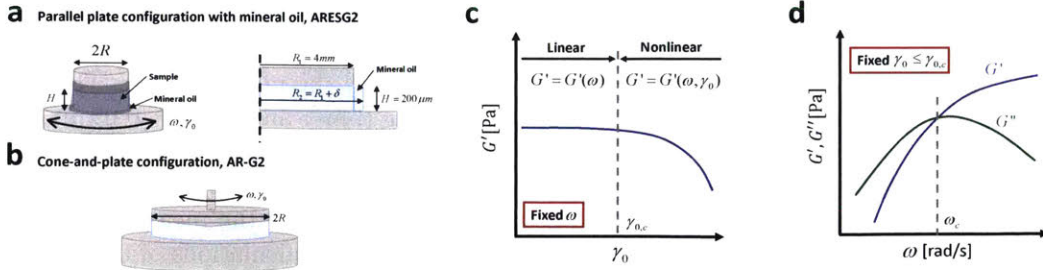 a Parallel plate configuration with mineral oil, ARESG2
2R
Sample
Mineral oil
H
ω, γ₀
R₁ = 4mm
Mineral oil
R₂ = R₁ + δ
H = 200 μm
b Cone-and-plate configuration, AR-G2
ω, γ₀
2R
c
Linear Nonlinear
G' = G'(ω) G' = G'(ω, γ₀)
G' [Pa]
Fixed ω
γ₀,c
γ₀
d
Fixed γ₀ ≤ γ₀,c
G'
G''
G', G'' [Pa]
ω_c
ω [rad/s]